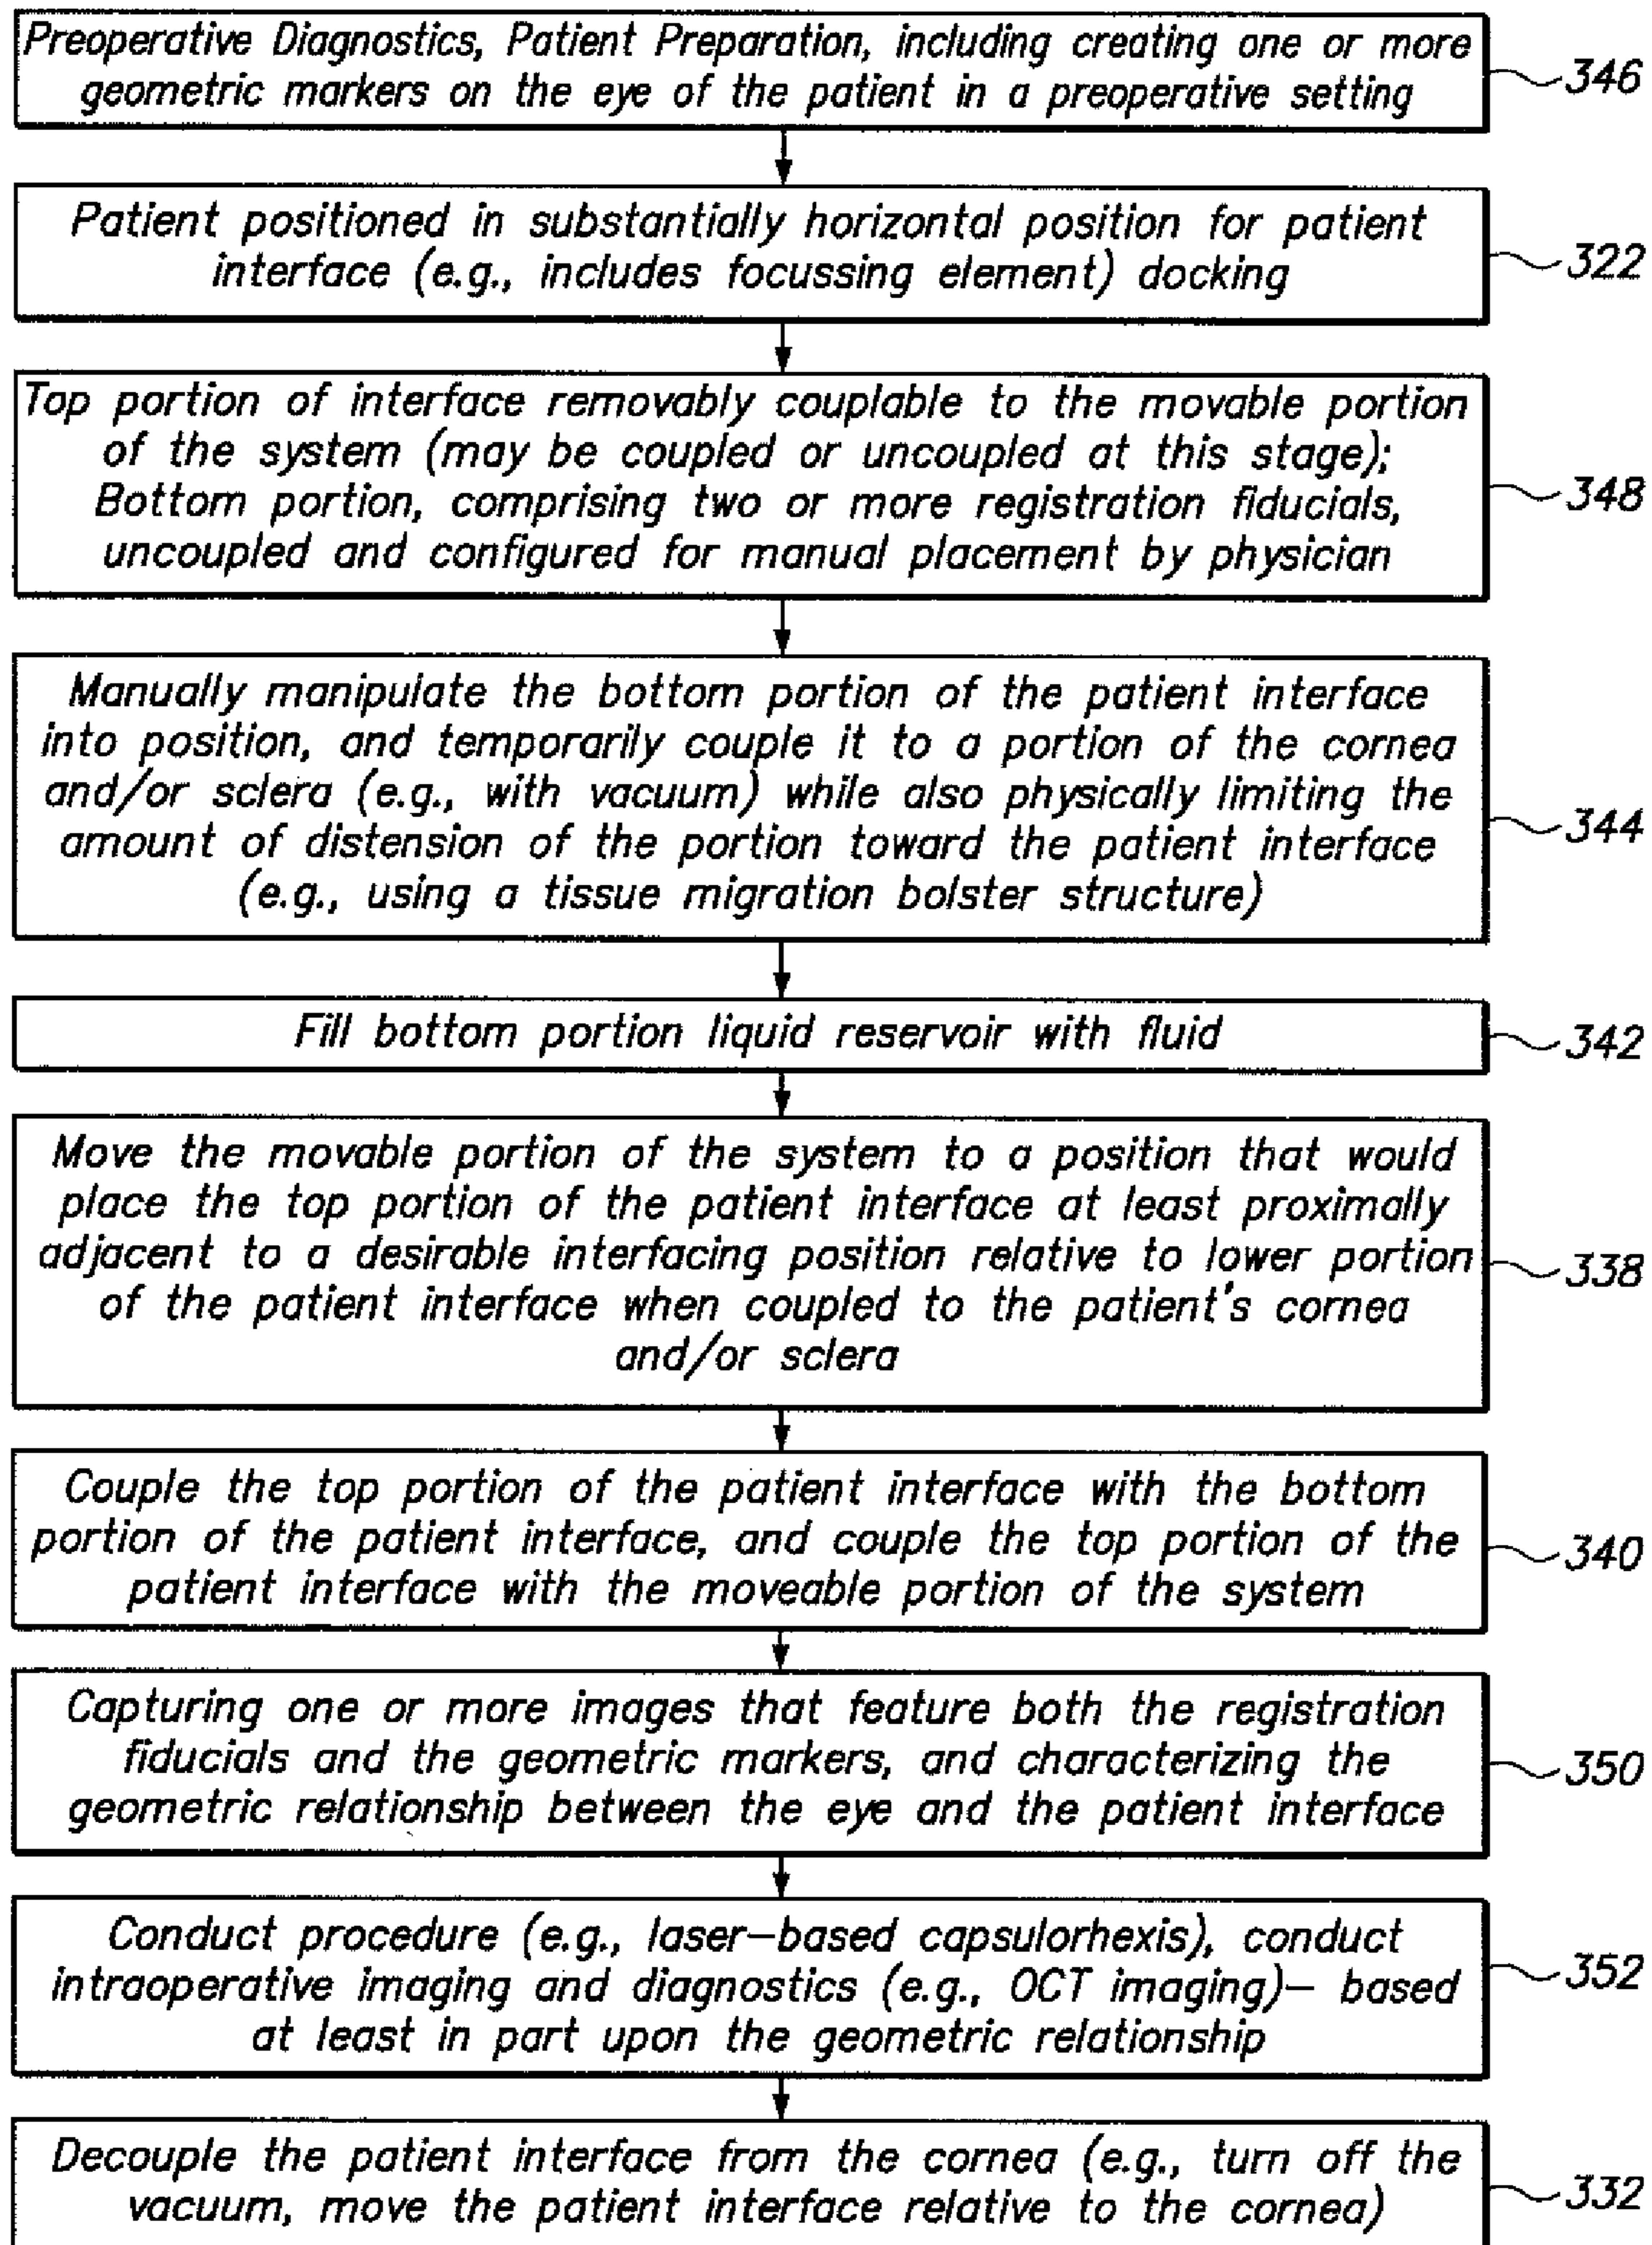 Preoperative Diagnostics, Patient Preparation, including creating one or more
geometric markers on the eye of the patient in a preoperative setting
346
Patient positioned in substantially horizontal position for patient
interface (e.g., includes focussing element) docking
322
Top portion of interface removably couplable to the movable portion
of the system (may be coupled or uncoupled at this stage);
Bottom portion, comprising two or more registration fiducials,
uncoupled and configured for manual placement by physician
348
Manually manipulate the bottom portion of the patient interface
into position, and temporarily couple it to a portion of the cornea
and/or sclera (e.g., with vacuum) while also physically limiting the
amount of distension of the portion toward the patient interface
(e.g., using a tissue migration bolster structure)
344
Fill bottom portion liquid reservoir with fluid
342
Move the movable portion of the system to a position that would
place the top portion of the patient interface at least proximally
adjacent to a desirable interfacing position relative to lower portion
of the patient interface when coupled to the patient's cornea
and/or sclera
338
Couple the top portion of the patient interface with the bottom
portion of the patient interface, and couple the top portion of the
patient interface with the moveable portion of the system
340
Capturing one or more images that feature both the registration
fiducials and the geometric markers, and characterizing the
geometric relationship between the eye and the patient interface
350
Conduct procedure (e.g., laser–based capsulorhexis), conduct
intraoperative imaging and diagnostics (e.g., OCT imaging)– based
at least in part upon the geometric relationship
352
Decouple the patient interface from the cornea (e.g., turn off the
vacuum, move the patient interface relative to the cornea)
332